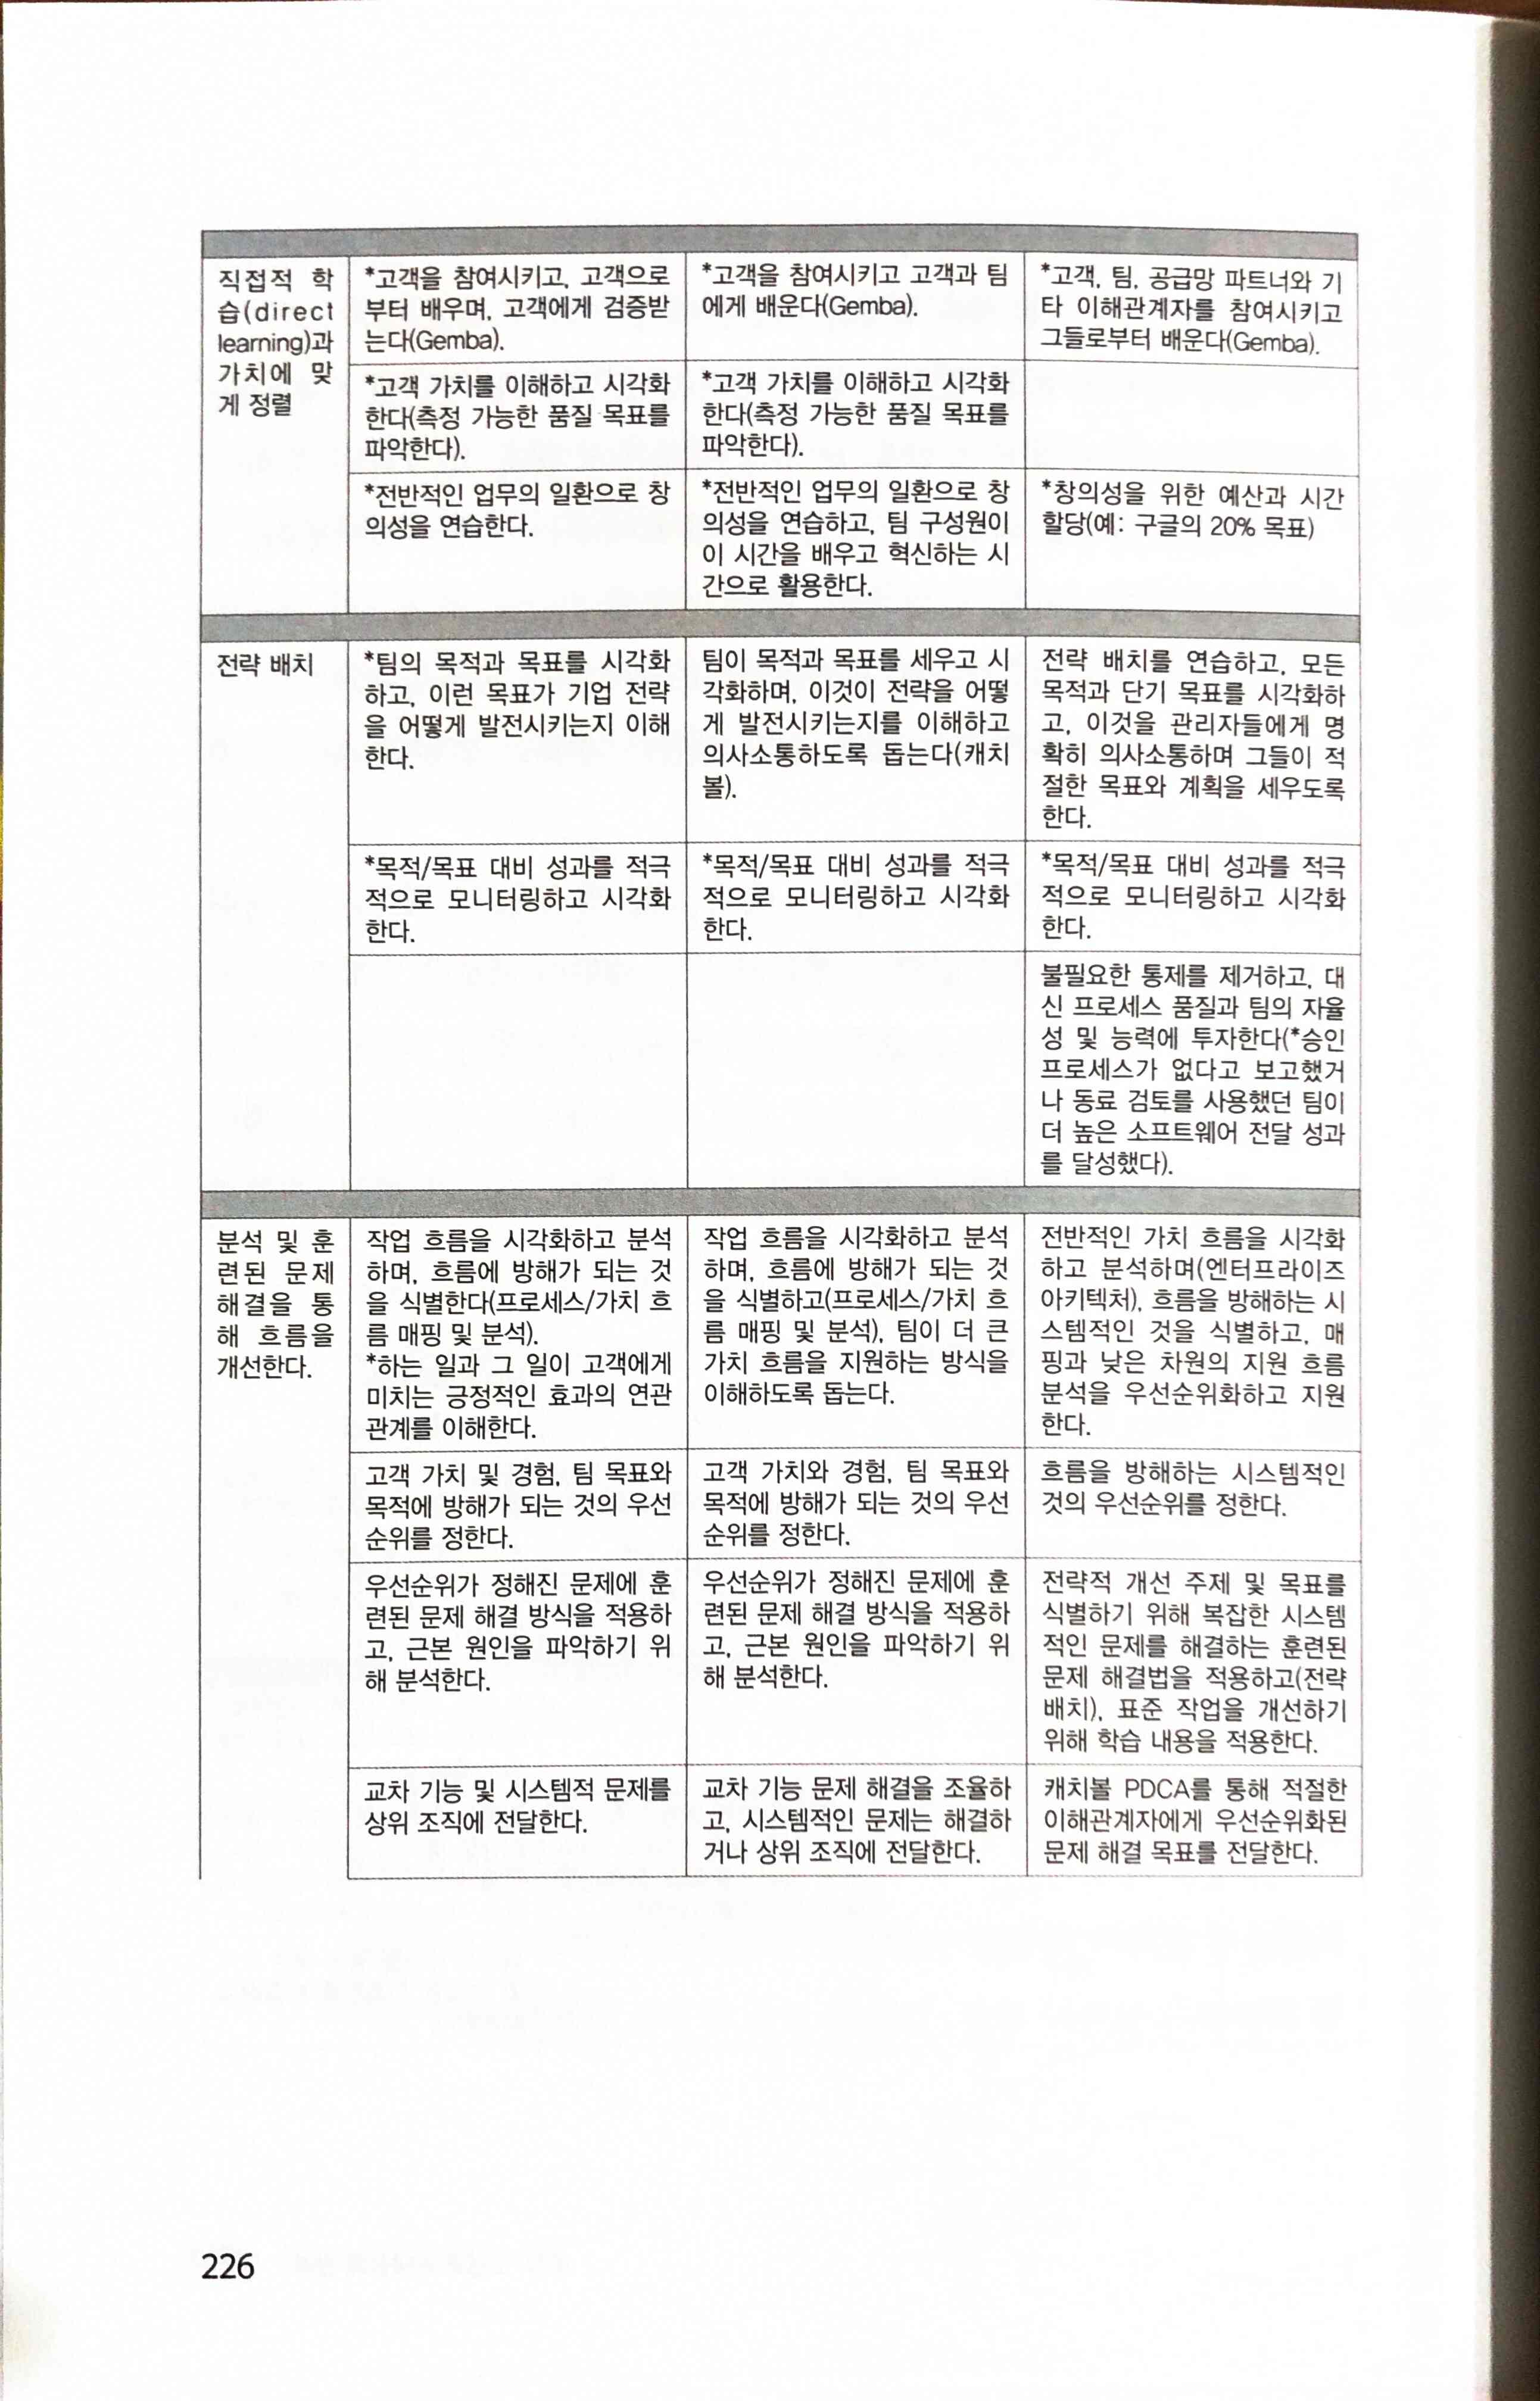 직접적 학
습(direct
learning)과
가치에 맞
게 정렬
*고객을 참여시키고, 고객으로
부터 배우며, 고객에게 검증받
는다(Gemba).
*고객을 참여시키고 고객과 팀
에게 배운다(Gemba).
*고객, 팀, 공급망 파트너와 기
타 이해관계자를 참여시키고
그들로부터 배운다(Gemba).
*고객 가치를 이해하고 시각화
한다(측정 가능한 품질 목표를
파악한다).
*고객 가치를 이해하고 시각화
한다(측정 가능한 품질 목표를
파악한다).
*전반적인 업무의 일환으로 창
의성을 연습한다.
*전반적인 업무의 일환으로 창
의성을 연습하고, 팀 구성원이
이 시간을 배우고 혁신하는 시
간으로 활용한다.
*창의성을 위한 예산과 시간
할당(예: 구글의 20% 목표)
전략 배치
*팀의 목적과 목표를 시각화
하고, 이런 목표가 기업 전략
을 어떻게 발전시키는지 이해
한다.
팀이 목적과 목표를 세우고 시
각화하며, 이것이 전략을 어떻
게 발전시키는지를 이해하고
의사소통하도록 돕는다(캐치
볼).
전략 배치를 연습하고, 모든
목적과 단기 목표를 시각화하
고, 이것을 관리자들에게 명
확히 의사소통하며 그들이 적
절한 목표와 계획을 세우도록
한다.
*목적/목표 대비 성과를 적극
적으로 모니터링하고 시각화
한다.
*목적/목표 대비 성과를 적극
적으로 모니터링하고 시각화
한다.
*목적/목표 대비 성과를 적극
적으로 모니터링하고 시각화
한다.
불필요한 통제를 제거하고, 대
신 프로세스 품질과 팀의 자율
성 및 능력에 투자한다(*승인
프로세스가 없다고 보고했거
나 동료 검토를 사용했던 팀이
더 높은 소프트웨어 전달 성과
를 달성했다).
분석 및 훈
련된 문제
해결을 통
해 흐름을
개선한다.
작업 흐름을 시각화하고 분석
하며, 흐름에 방해가 되는 것
을 식별한다(프로세스/가치 흐
름 매핑 및 분석).
*하는 일과 그 일이 고객에게
미치는 긍정적인 효과의 연관
관계를 이해한다.
작업 흐름을 시각화하고 분석
하며, 흐름에 방해가 되는 것
을 식별하고(프로세스/가치 흐
름 매핑 및 분석), 팀이 더 큰
가치 흐름을 지원하는 방식을
이해하도록 돕는다.
전반적인 가치 흐름을 시각화
하고 분석하며(엔터프라이즈
아키텍처), 흐름을 방해하는 시
스템적인 것을 식별하고, 매
핑과 낮은 차원의 지원 흐름
분석을 우선순위화하고 지원
한다.
고객 가치 및 경험, 팀 목표와
목적에 방해가 되는 것의 우선
순위를 정한다.
고객 가치와 경험, 팀 목표와
목적에 방해가 되는 것의 우선
순위를 정한다.
흐름을 방해하는 시스템적인
것의 우선순위를 정한다.
우선순위가 정해진 문제에 훈
련된 문제 해결 방식을 적용하
고, 근본 원인을 파악하기 위
해 분석한다.
우선순위가 정해진 문제에 훈
련된 문제 해결 방식을 적용하
고, 근본 원인을 파악하기 위
해 분석한다.
전략적 개선 주제 및 목표를
식별하기 위해 복잡한 시스템
적인 문제를 해결하는 훈련된
문제 해결법을 적용하고(전략
배치), 표준 작업을 개선하기
위해 학습 내용을 적용한다.
교차 기능 및 시스템적 문제를
상위 조직에 전달한다.
교차 기능 문제 해결을 조율하
고, 시스템적인 문제는 해결하
거나 상위 조직에 전달한다.
캐치볼 PDCA를 통해 적절한
이해관계자에게 우선순위화된
문제 해결 목표를 전달한다.
226